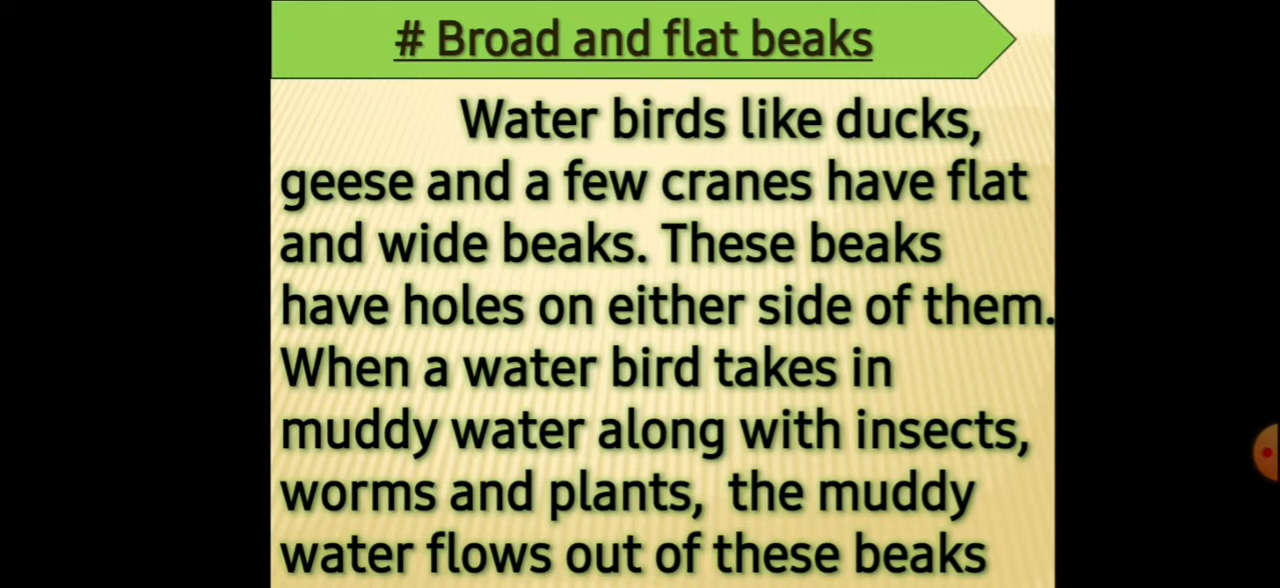 # Broad and flat beaks
Water birds like ducks,
geese and a few cranes have flat
and wide beaks. These beaks
have holes on either side of them.
When a water bird takes in
muddy water along with insects,
worms and plants, the muddy
water flows out of these beaks